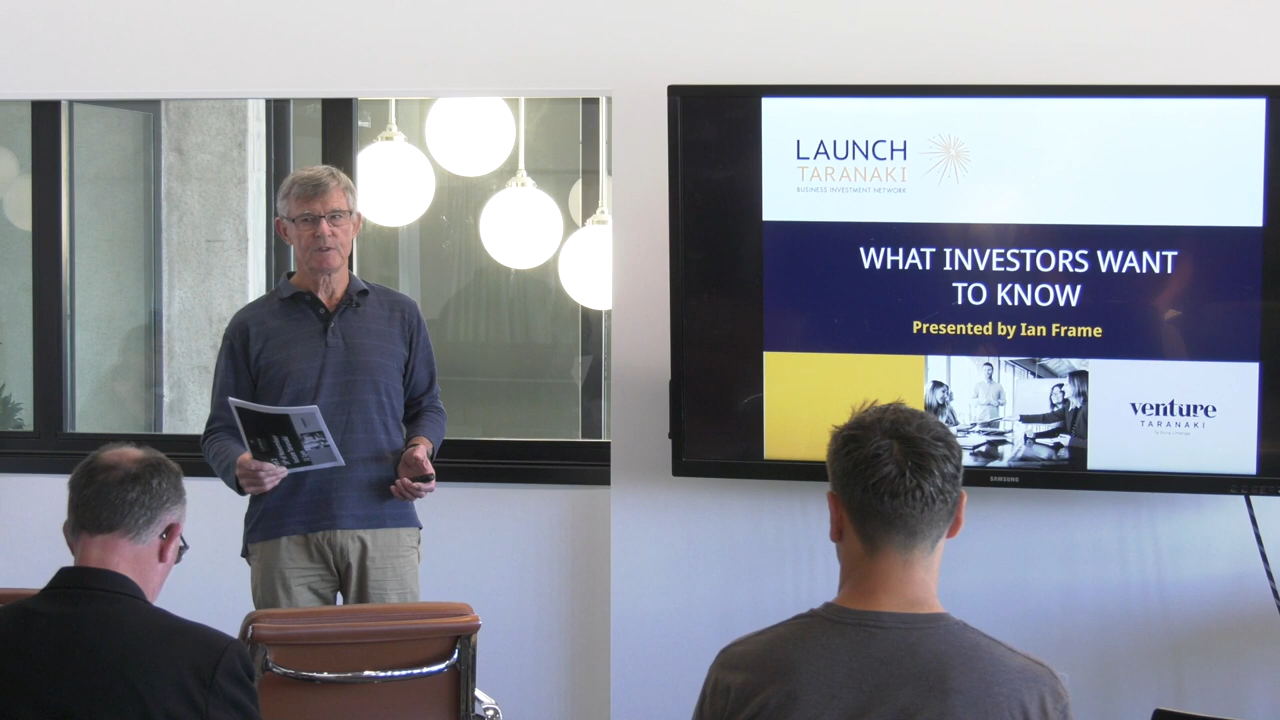 LAUNCH
TARANAKI
BUSINESS INVESTMENT NETWORK
WHAT INVESTORS WANT
TO KNOW
Presented by Ian Frame
venture
TARANAKI
SAMSUNG